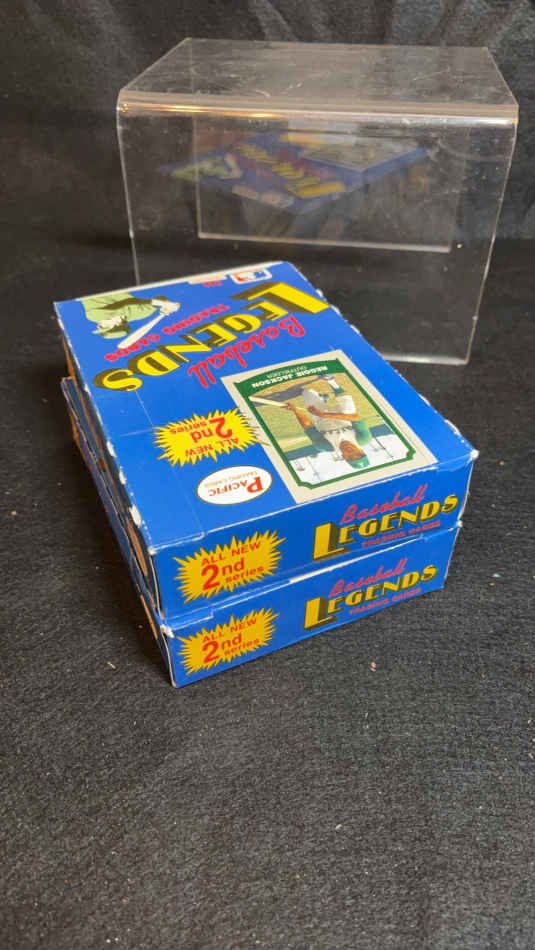 Baseball
LEGENDS
TRADING CARDS
REGGIE JACKSON
OUTFIELDER
ALL NEW
2nd
series
PACIFIC
TRADING CARDS
ALL NEW
2nd
series
Baseball
LEGENDS
TRADING CARDS
ALL NEW
2nd
series
Baseball
LEGENDS
TRADING CARDS